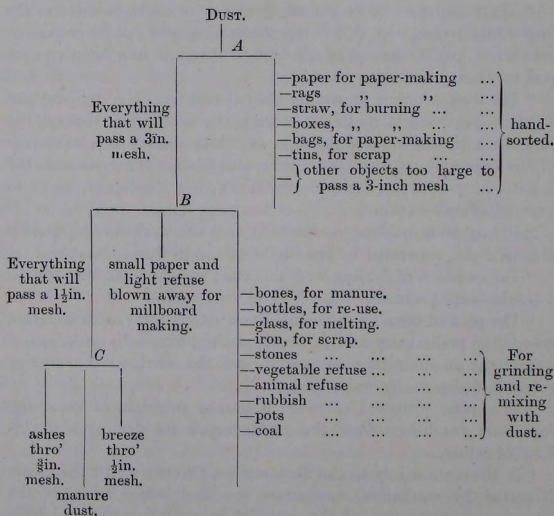 DUST.
A
—paper for paper-making ...
—rags ,, ,, ...
—straw, for burning ... ...
—boxes, ,, ,, ... ...
—bags, for paper-making ...
—tins, for scrap ... ...
— } other objects too large to
pass a 3-inch mesh ...
hand-
sorted.
Everything
that will
pass a 3in.
mesh.
B
Everything
that will
pass a 1½in.
mesh.
small paper and
light refuse
blown away for
millboard
making.
—bones, for manure.
—bottles, for re-use.
—glass, for melting.
—iron, for scrap.
—stones ... ... ... ...
—vegetable refuse ... ... ...
—animal refuse .. ... ...
—rubbish ... ... ... ...
—pots ... ... ... ...
—coal ... ... ... ...
For
grinding
and re-
mixing
with
dust.
C
ashes
thro'
⅜in.
mesh.
manure
dust.
breeze
thro'
½in.
mesh.